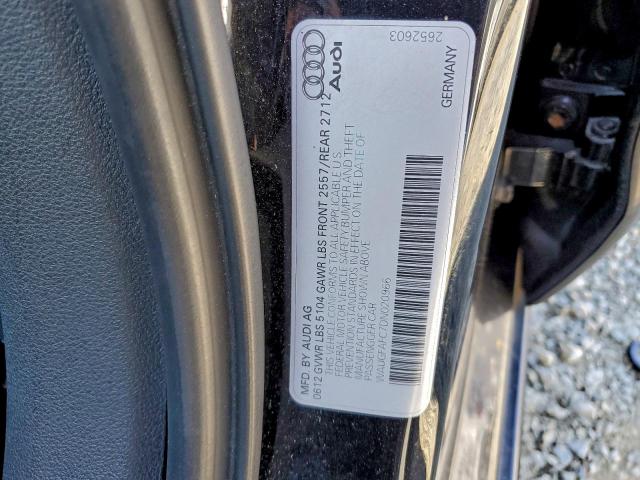 Audi
2652603
GERMANY
MFD. BY AUDI AG
0612 GVWR LBS 5104 GAWR LBS FRONT 2557/REAR 2712
THIS VEHICLE CONFORMS TO ALL APPLICABLE U.S.
FEDERAL MOTOR VEHICLE SAFETY BUMPER, AND THEFT
PREVENTION STANDARDS IN EFFECT ON THE DATE OF
MANUFACTURE SHOWN ABOVE
PASSENGER CAR
WAUGFAFC7DN020966